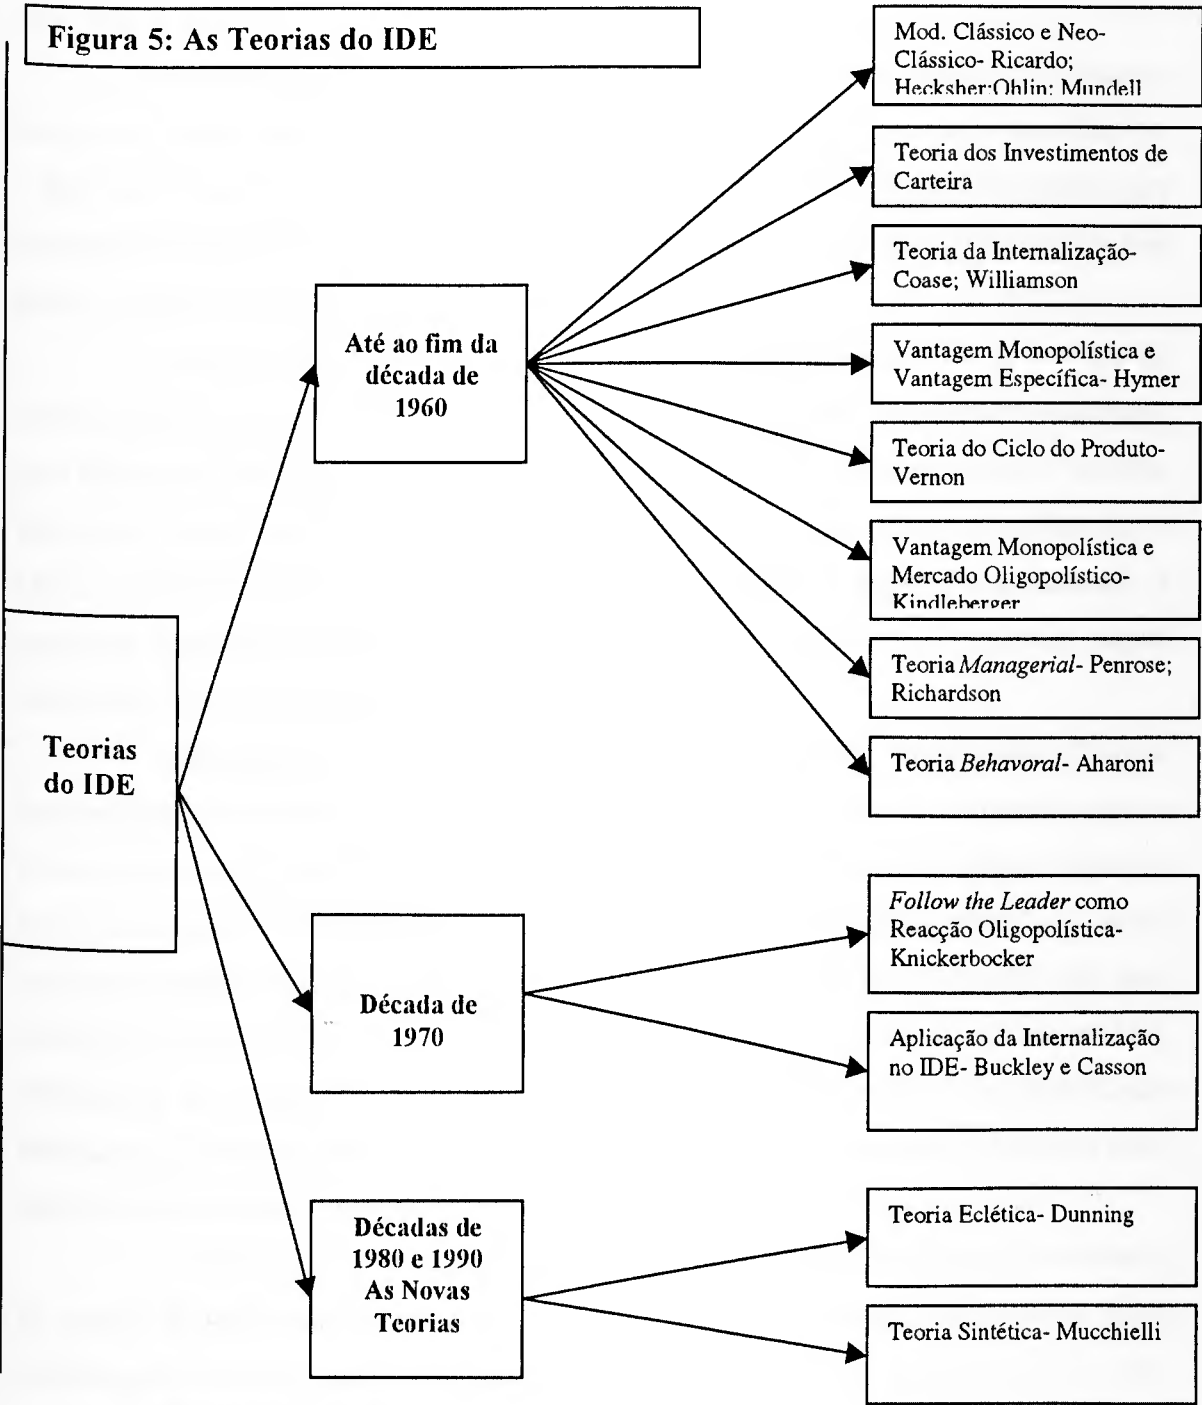 Figura 5: As Teorias do IDE
Mod. Clássico e Neo-
Clássico- Ricardo;
Hecksher;Ohlin; Mundell
Teoria dos Investimentos de
Carteira
Teoria da Internalização-
Coase; Williamson
Vantagem Monopolística e
Vantagem Específica- Hymer
Teoria do Ciclo do Produto-
Vernon
Vantagem Monopolística e
Mercado Oligopolístico-
Kindleberger
Teoria Managerial- Penrose;
Richardson
Teoria Behavoral- Aharoni
Até ao fim da
década de
1960
Teorias
do IDE
Follow the Leader como
Reacção Oligopolística-
Knickerbocker
Aplicação da Internalização
no IDE- Buckley e Casson
Década de
1970
Teoria Eclética- Dunning
Teoria Sintética- Mucchielli
Décadas de
1980 e 1990
As Novas
Teorias